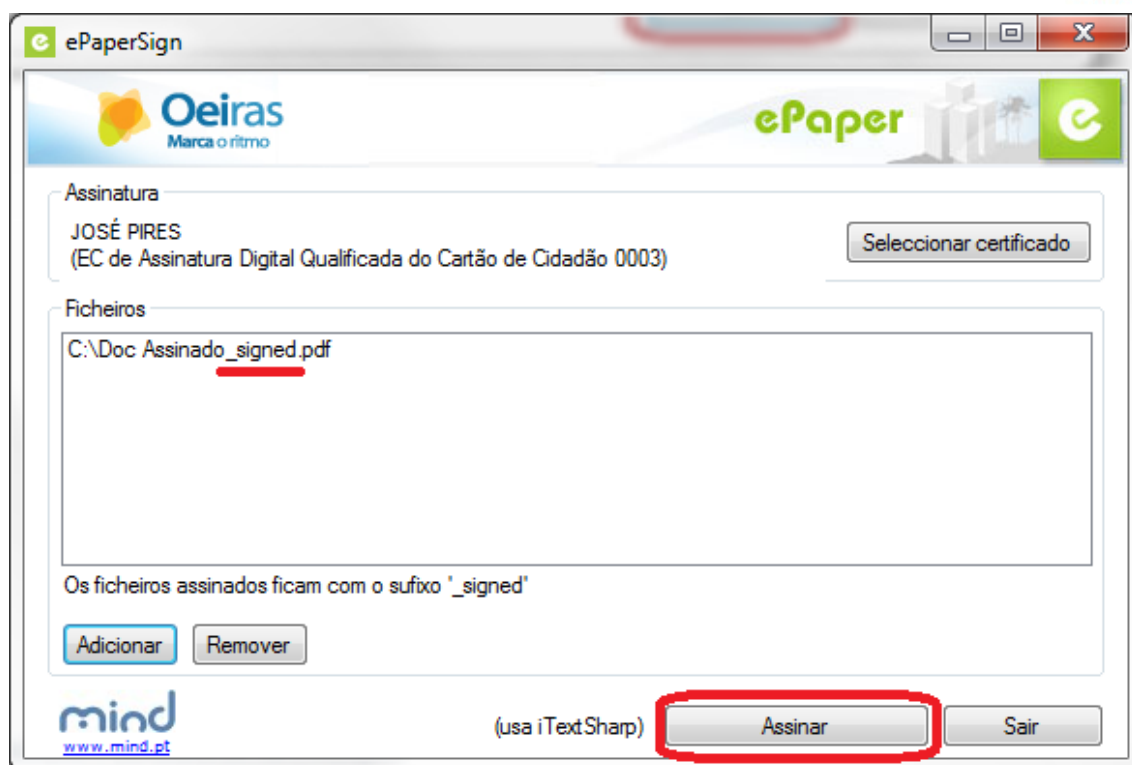 ePaperSign
Oeiras
Marca o ritmo
ePaper
Assinatura
JOSÉ PIRES
(EC de Assinatura Digital Qualificada do Cartão de Cidadão 0003)
Seleccionar certificado
Ficheiros
C:\Doc Assinado_signed.pdf
Os ficheiros assinados ficam com o sufixo '_signed'
Adicionar
Remover
mind
www.mind.pt
(usa iTextSharp)
Assinar
Sair